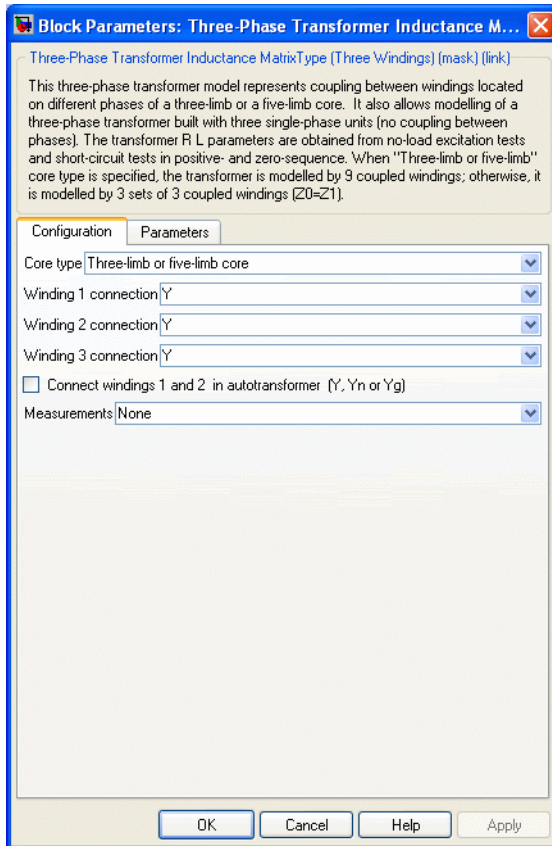 Block Parameters: Three-Phase Transformer Inductance M...
Three-Phase Transformer Inductance MatrixType (Three Windings) (mask) (link)
This three-phase transformer model represents coupling between windings located
on different phases of a three-limb or a five-limb core. It also allows modelling of a
three-phase transformer built with three single-phase units (no coupling between
phases). The transformer R L parameters are obtained from no-load excitation tests
and short-circuit tests in positive- and zero-sequence. When "Three-limb or five-limb"
core type is specified, the transformer is modelled by 9 coupled windings; otherwise, it
is modelled by 3 sets of 3 coupled windings (Z0=Z1).
Configuration Parameters
Core type Three-limb or five-limb core
Winding 1 connection Y
Winding 2 connection Y
Winding 3 connection Y
Connect windings 1 and 2 in autotransformer (Y, Yn or Yg)
Measurements None
OK Cancel Help Apply